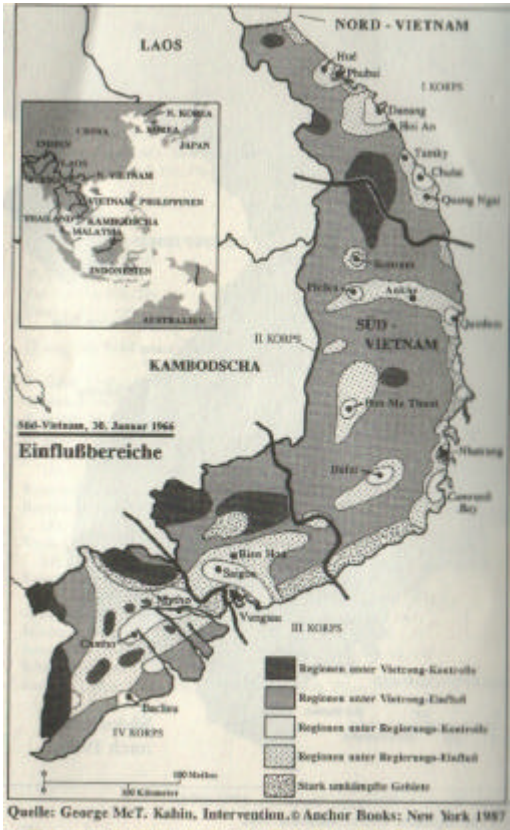 NORD - VIETNAM
LAOS
Hué
Phubai
I KORPS
Danang
Hoi An
Tamky
Chulai
Quang Ngai
N. KOREA
CHINA
S. KOREA
JAPAN
INDIEN
LAOS
N. VIETNAM
VIETNAM
PHILIPPINEN
THAILAND
KAMBODSCHA
MALAYSIA
INDONESIEN
AUSTRALIEN
Kontum
Pleiku
Ankhe
Quinhon
SÜD -
VIETNAM
II KORPS
KAMBODSCHA
Ban Me Thuot
Süd-Vietnam, 30. Januar 1966
Einflußbereiche
Nhatrang
Dalat
Camranh
Bay
Bien Hoa
Saigon
Mytho
Vungtau
Cantho
III KORPS
Regionen unter Vietcong-Kontrolle
Regionen unter Vietcong-Einfluß
Regionen unter Regierungs-Kontrolle
Regionen unter Regierungs-Einfluß
Stark umkämpfte Gebiete
Baclieu
IV KORPS
0 100 Meilen
0 100 Kilometer
Quelle: George McT. Kahin, Intervention.© Anchor Books: New York 1987